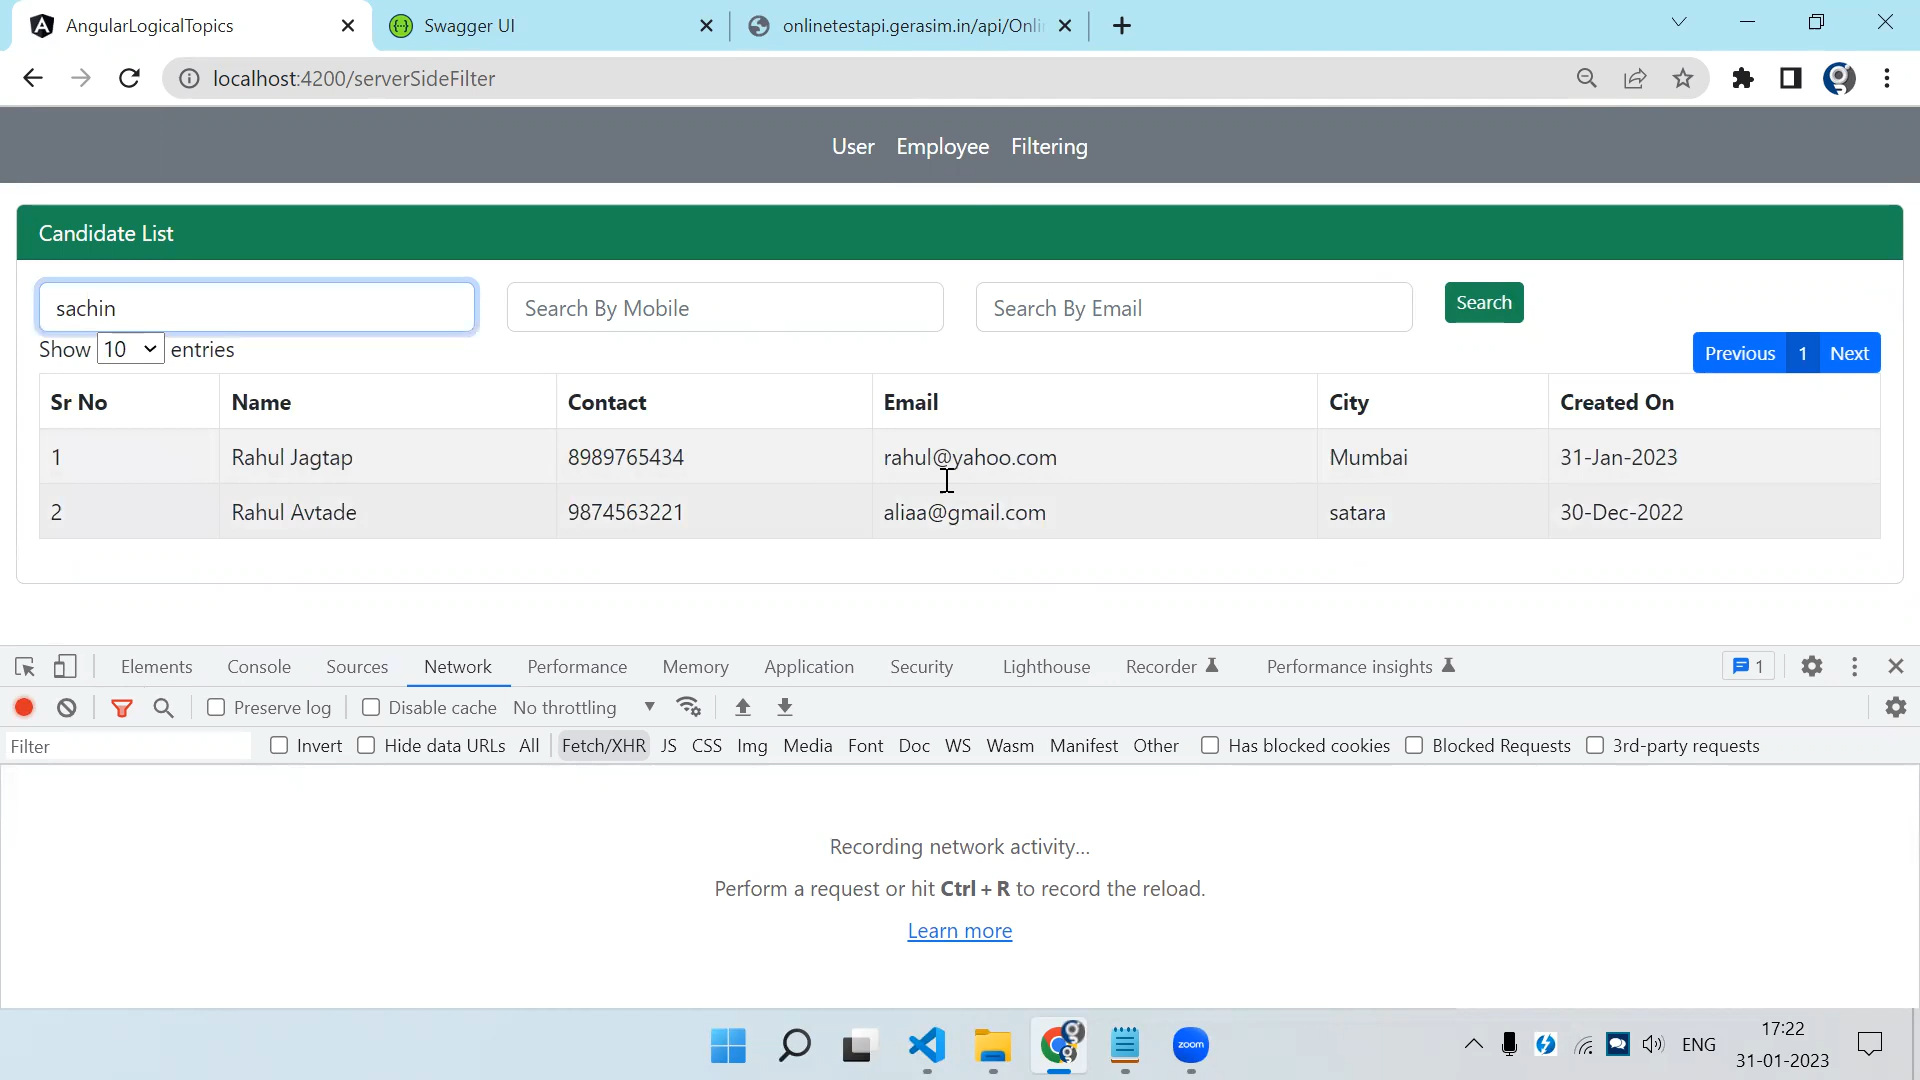 AngularLogicalTopics
Swagger UI
onlinetestapi.gerasim.in/api/Onli
localhost:4200/serverSideFilter
User Employee Filtering
Candidate List
sachin
Search By Mobile
Search By Email
Search
Show 10 entries
Previous 1 Next
Sr No Name Contact Email City Created On
1 Rahul Jagtap 8989765434 rahul@yahoo.com Mumbai 31-Jan-2023
2 Rahul Avtade 9874563221 aliaa@gmail.com satara 30-Dec-2022
Elements Console Sources Network Performance Memory Application Security Lighthouse Recorder Performance insights 1
Preserve log Disable cache No throttling
Filter Invert Hide data URLs All Fetch/XHR JS CSS Img Media Font Doc WS Wasm Manifest Other Has blocked cookies Blocked Requests 3rd-party requests
Recording network activity...
Perform a request or hit Ctrl + R to record the reload.
Learn more
zoom
ENG
17:22
31-01-2023